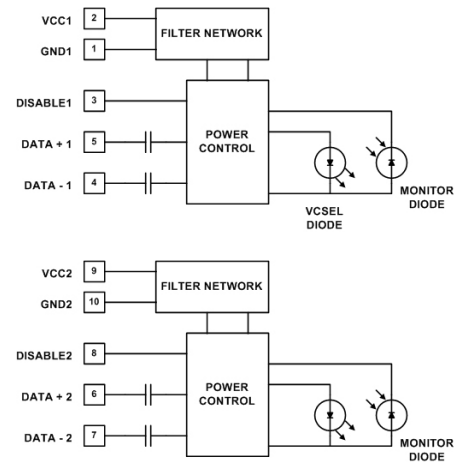 VCC1 2
FILTER NETWORK
GND1 1
DISABLE1 3
POWER
CONTROL
DATA + 1 5
DATA - 1 4
VCSEL
DIODE
MONITOR
DIODE
VCC2 9
FILTER NETWORK
GND2 10
DISABLE2 8
POWER
CONTROL
DATA + 2 6
DATA - 2 7
MONITOR
DIODE